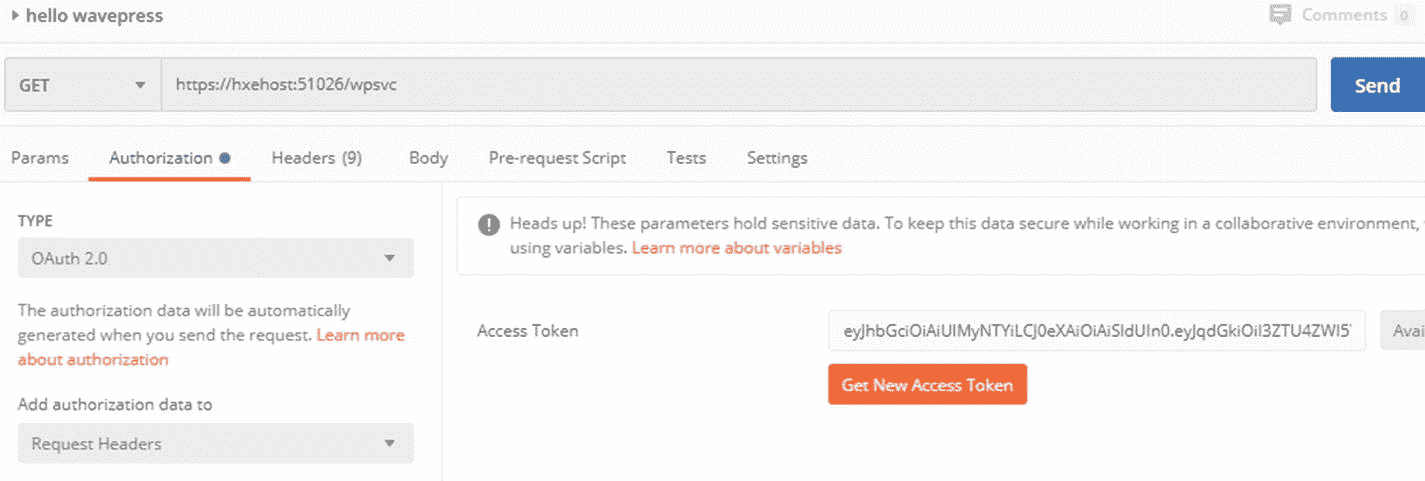 hello wavepress
Comments 0
GET
https://hxehost:51026/wpsvc
Send
Params
Authorization
Headers (9)
Body
Pre-request Script
Tests
Settings
TYPE
OAuth 2.0
The authorization data will be automatically
generated when you send the request. Learn more
about authorization
Add authorization data to
Request Headers
Heads up! These parameters hold sensitive data. To keep this data secure while working in a collaborative environment,
using variables. Learn more about variables
Access Token
Avai
Get New Access Token